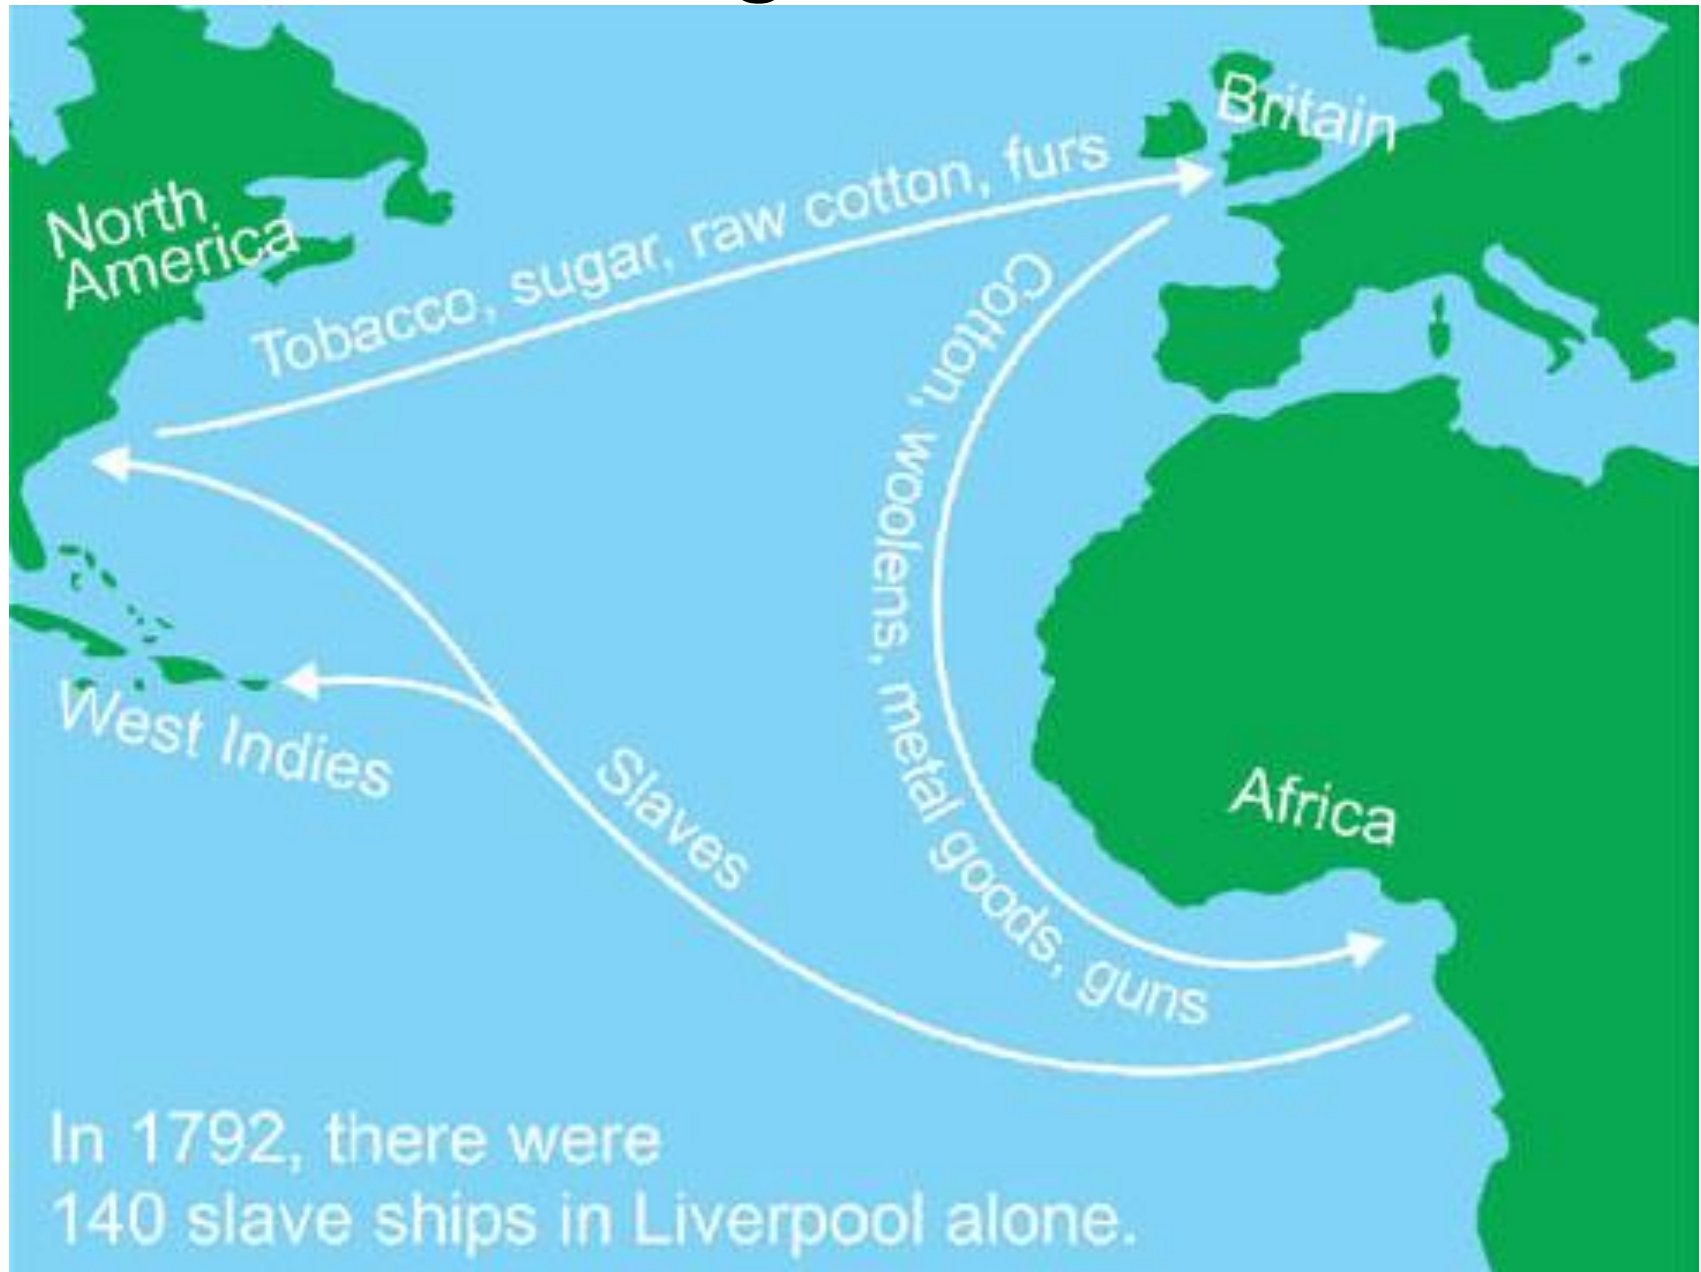 Britain
North
America
Tobacco, sugar, raw cotton, furs
Cotton, woolens, metal goods, guns
West Indies
Slaves
Africa
In 1792, there were
140 slave ships in Liverpool alone.